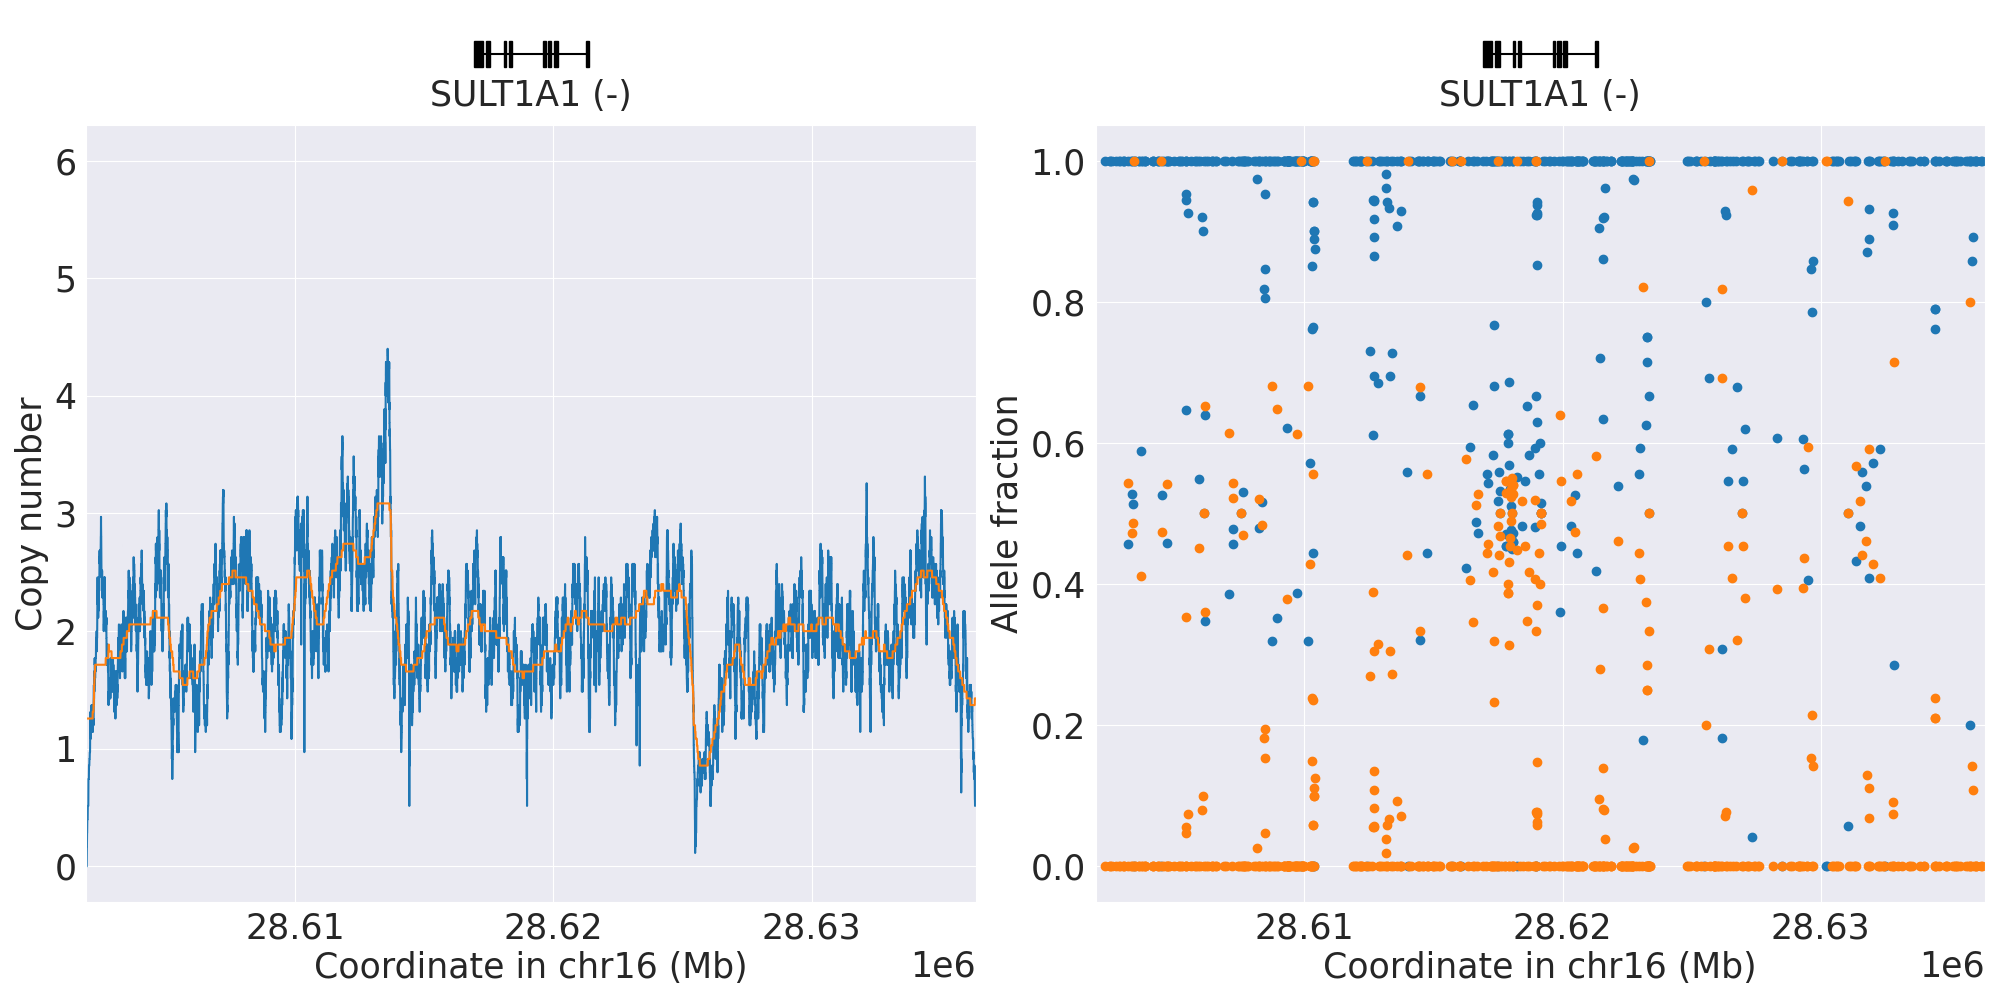 SULT1A1 (-)
Copy number
6
5
4
3
2
1
0
28.61
28.62
28.63
Coordinate in chr16 (Mb)
1e6
SULT1A1 (-)
Allele fraction
1.0
0.8
0.6
0.4
0.2
0.0
28.61
28.62
28.63
Coordinate in chr16 (Mb)
1e6